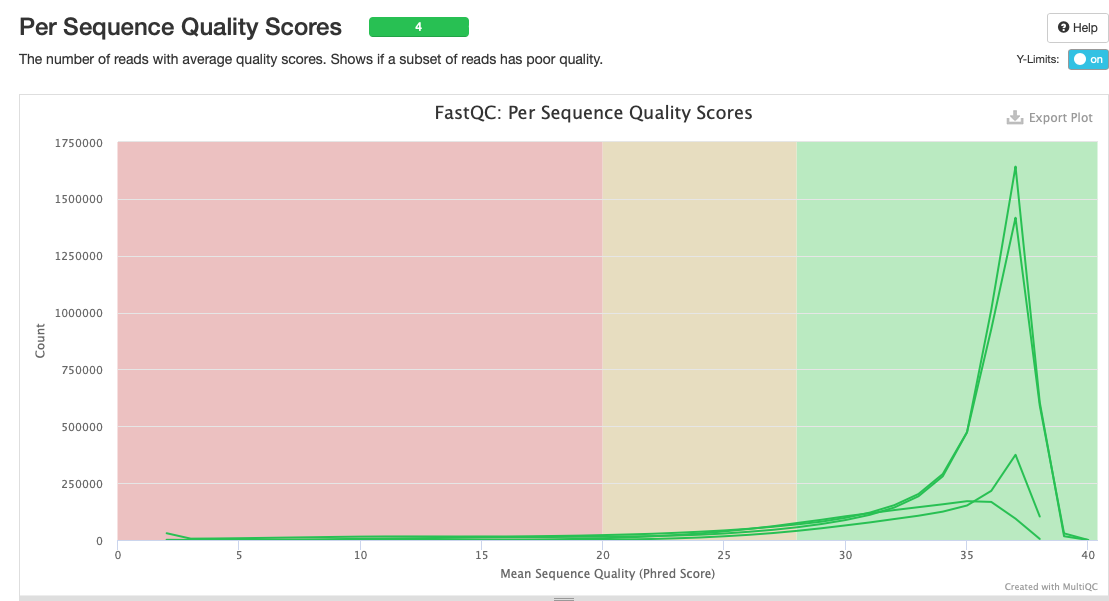 Per Sequence Quality Scores
4
Help
The number of reads with average quality scores. Shows if a subset of reads has poor quality.
Y-Limits:
on
FastQC: Per Sequence Quality Scores
Export Plot
1750000
1500000
1250000
1000000
750000
500000
250000
0
Count
0 5 10 15 20 25 30 35 40
Mean Sequence Quality (Phred Score)
Created with MultiQC